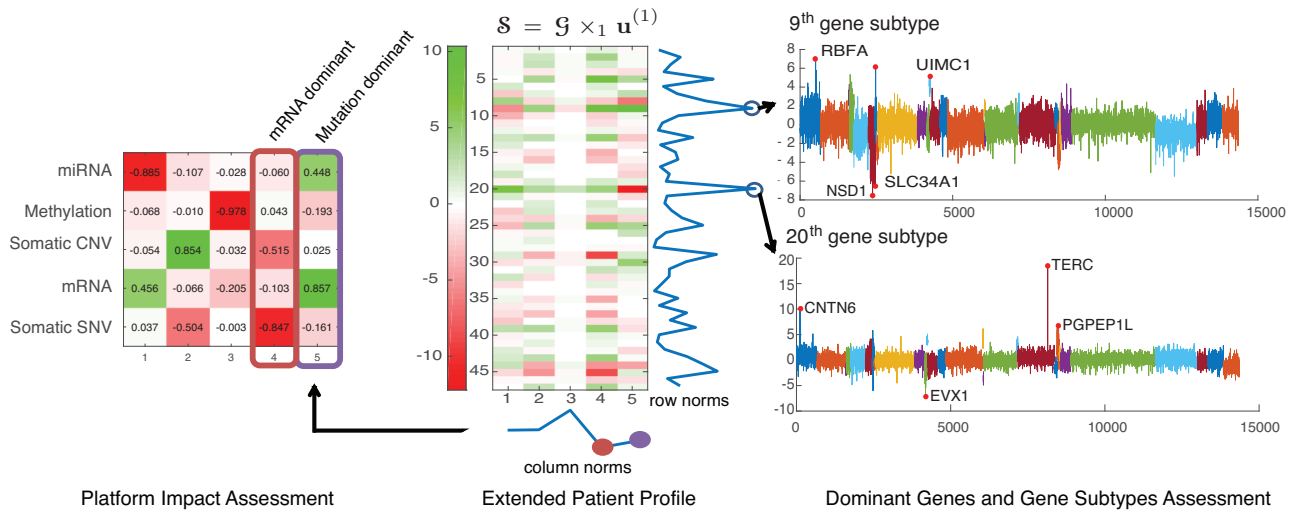 mRNA dominant
Mutation dominant
miRNA
Methylation
Somatic CNV
mRNA
Somatic SNV
-0.885 -0.107 -0.028 -0.060 0.448
-0.068 -0.010 -0.978 0.043 -0.193
-0.054 0.854 -0.032 -0.515 0.025
0.456 -0.066 -0.205 -0.103 0.857
0.037 -0.504 -0.003 -0.847 -0.161
1 2 3 4 5
Platform Impact Assessment
𝓢 = 𝓖 ×₁ 𝐮⁽¹⁾
10
5
0
-5
-10
5
10
15
20
25
30
35
40
45
1 2 3 4 5
row norms
column norms
Extended Patient Profile
9th gene subtype
8
6
4
2
0
- 2
- 4
- 6
- 8
RBFA
UIMC1
NSD1
SLC34A1
0 5000 10000 15000
20th gene subtype
20
15
10
5
0
-5
-10
CNTN6
TERC
PGPEP1L
EVX1
0 5000 10000 15000
Dominant Genes and Gene Subtypes Assessment